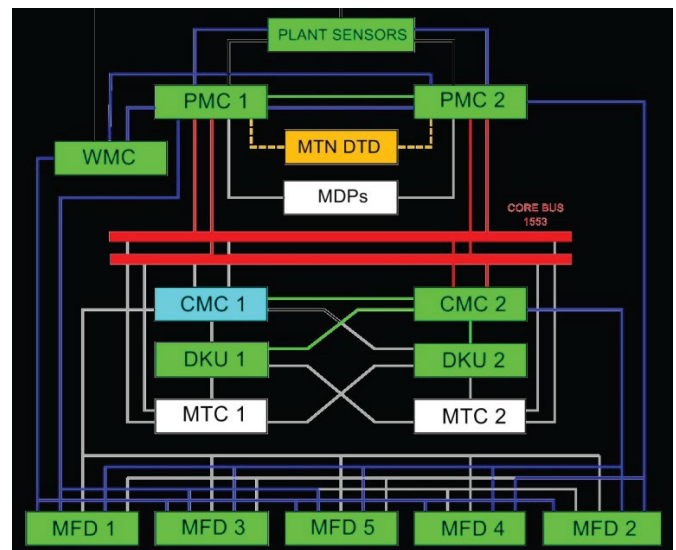 PLANT SENSORS
PMC 1
PMC 2
WMC
MTN DTD
MDPs
CORE BUS
1553
CMC 1
CMC 2
DKU 1
DKU 2
MTC 1
MTC 2
MFD 1
MFD 3
MFD 5
MFD 4
MFD 2